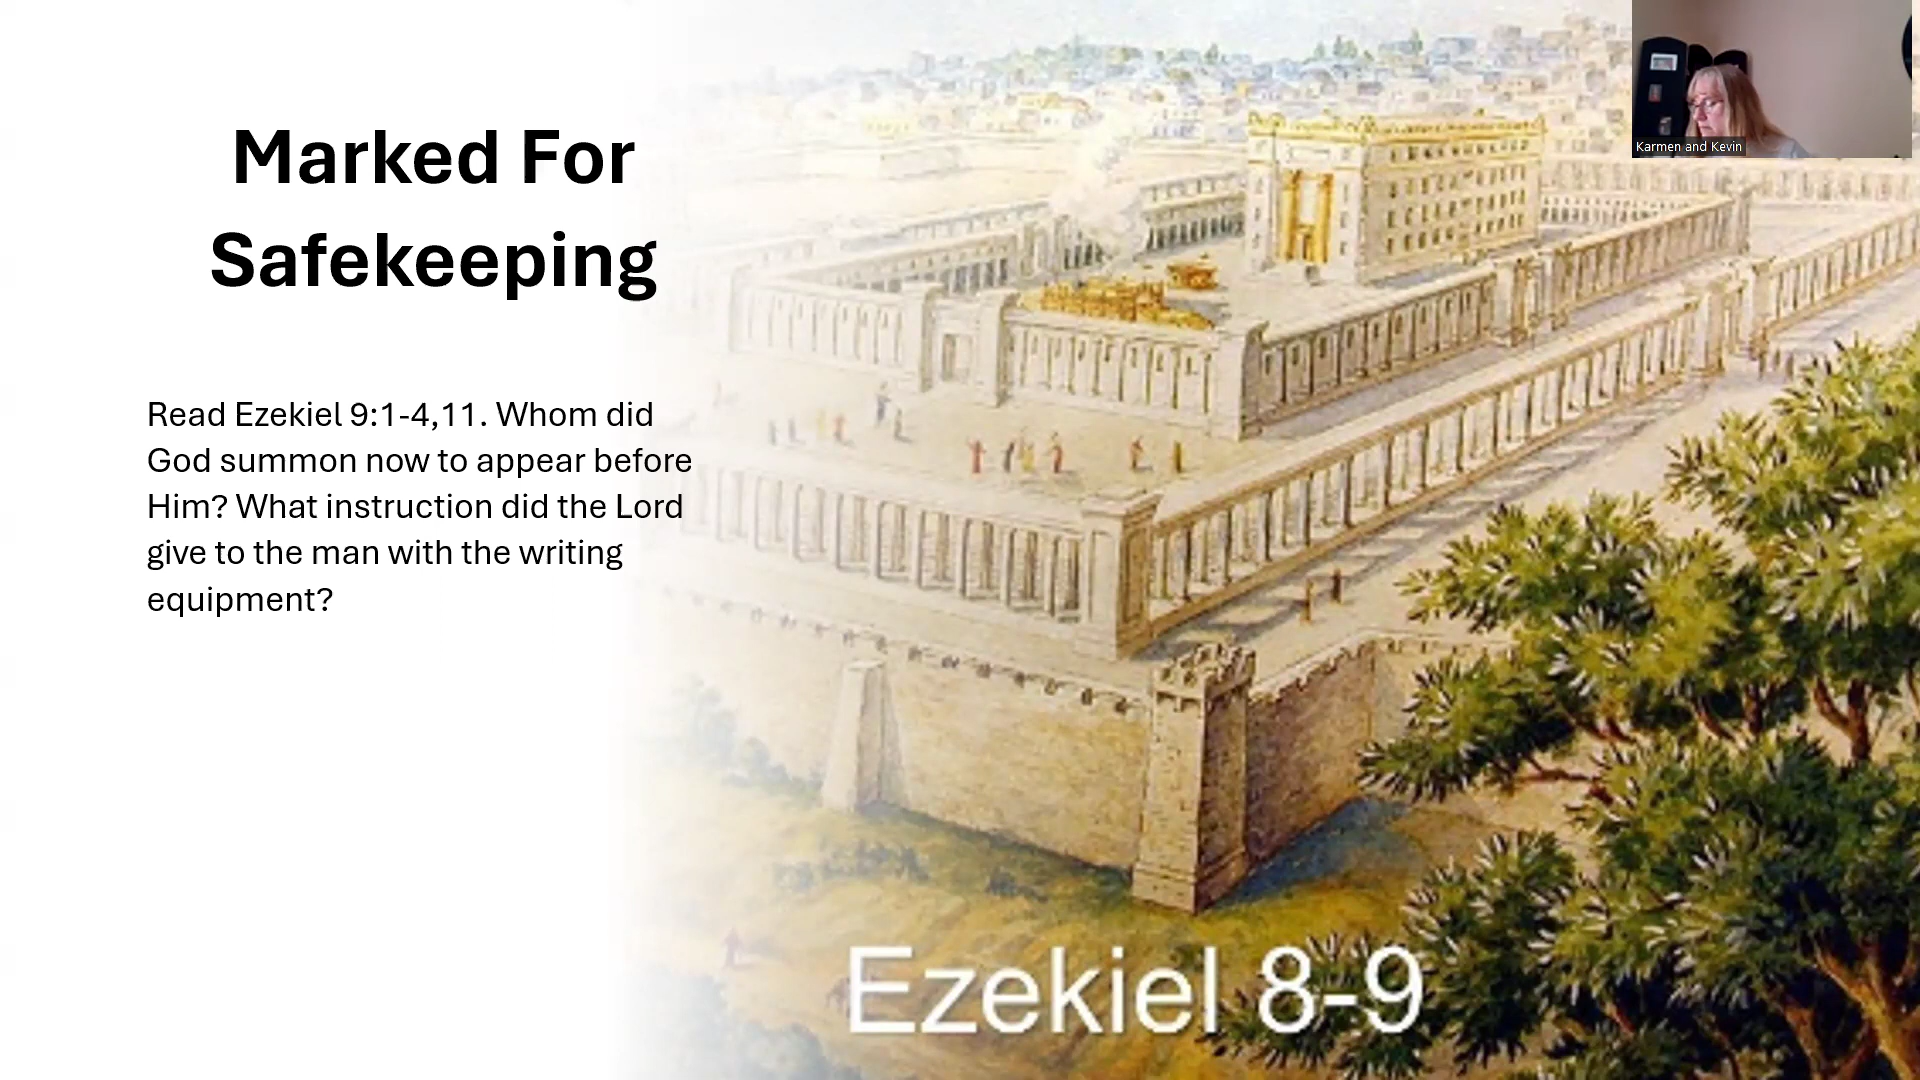 Marked For
Safekeeping
Read Ezekiel 9:1-4,11. Whom did
God summon now to appear before
Him? What instruction did the Lord
give to the man with the writing
equipment?
Karmen and Kevin
Ezekiel 8-9